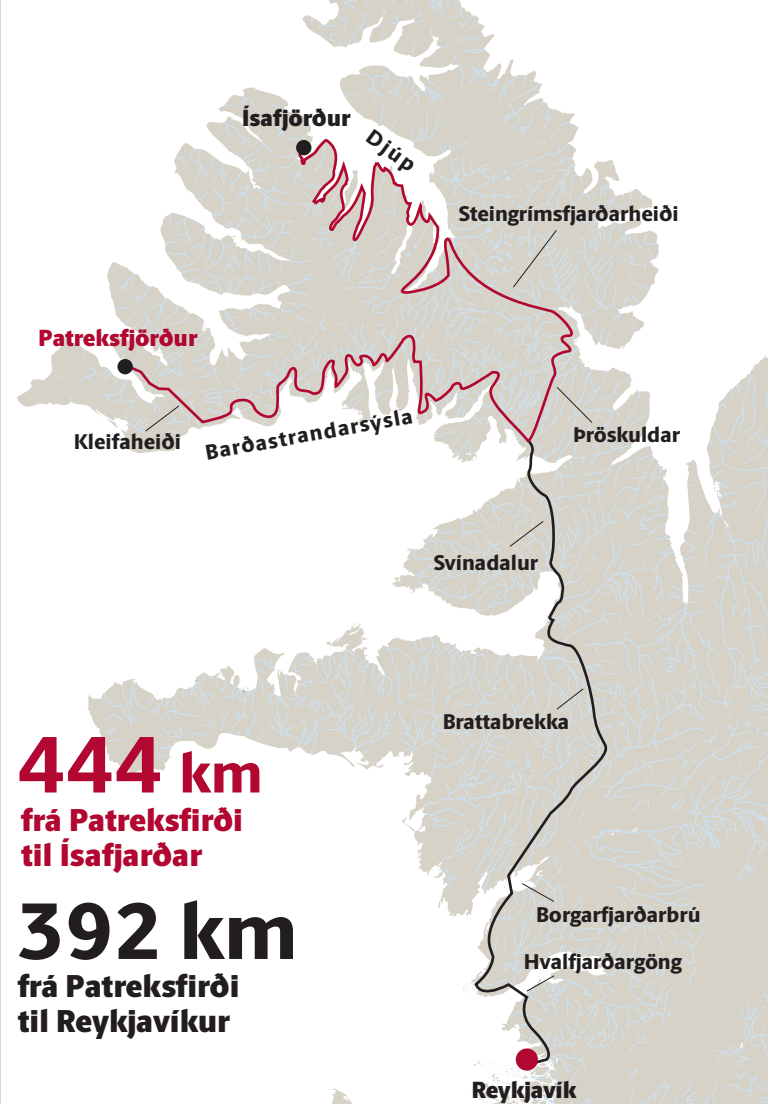 Ísafjörður
Djúp
Steingrímsfjarðarheiði
Patreksfjörður
Kleifaheiði
Barðastrandarsýsla
Þröskuldar
Svínadalur
Brattabrekka
444 km
frá Patreksfirði
til Ísafjarðar
392 km
frá Patreksfirði
til Reykjavíkur
Borgarfjarðarbrú
Hvalfjarðargöng
Reykjavík